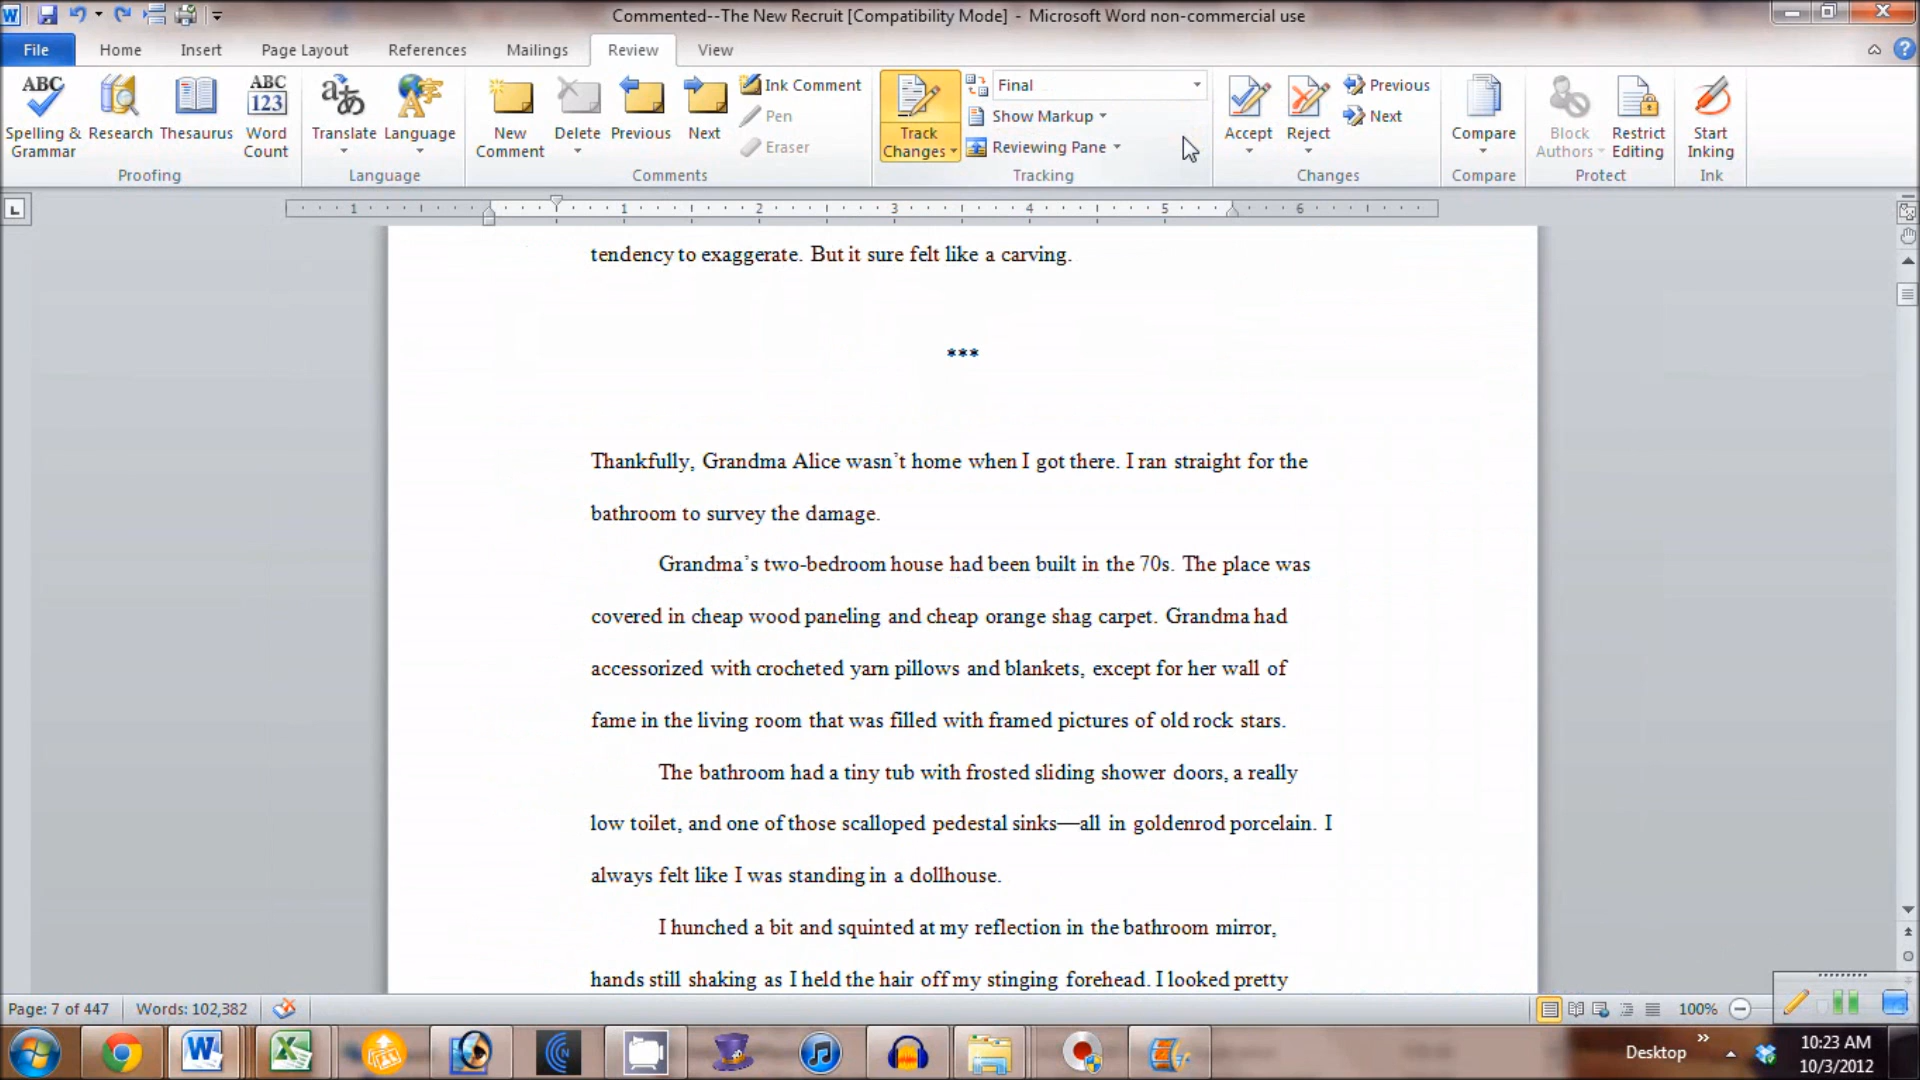 Commented--The New Recruit [Compatibility Mode] - Microsoft Word non-commercial use
File Home Insert Page Layout References Mailings Review View
ABC Spelling & Grammar
Research
Thesaurus
ABC 123 Word Count
Proofing
Translate
Language
Language
New Comment
Delete
Previous
Next
Ink Comment
Pen
Eraser
Comments
Track Changes
Final
Show Markup
Reviewing Pane
Tracking
Accept
Reject
Previous
Next
Changes
Compare
Compare
Block Authors
Restrict Editing
Protect
Start Inking
Ink
L 1 1 2 3 4 5 6
tendency to exaggerate. But it sure felt like a carving.
***
Thankfully, Grandma Alice wasn’t home when I got there. I ran straight for the
bathroom to survey the damage.
Grandma’s two-bedroom house had been built in the 70s. The place was
covered in cheap wood paneling and cheap orange shag carpet. Grandma had
accessorized with crocheted yarn pillows and blankets, except for her wall of
fame in the living room that was filled with framed pictures of old rock stars.
The bathroom had a tiny tub with frosted sliding shower doors, a really
low toilet, and one of those scalloped pedestal sinks—all in goldenrod porcelain. I
always felt like I was standing in a dollhouse.
I hunched a bit and squinted at my reflection in the bathroom mirror,
hands still shaking as I held the hair off my stinging forehead. I looked pretty
Page: 7 of 447 Words: 102,382 100%
Desktop » 10:23 AM
10/3/2012